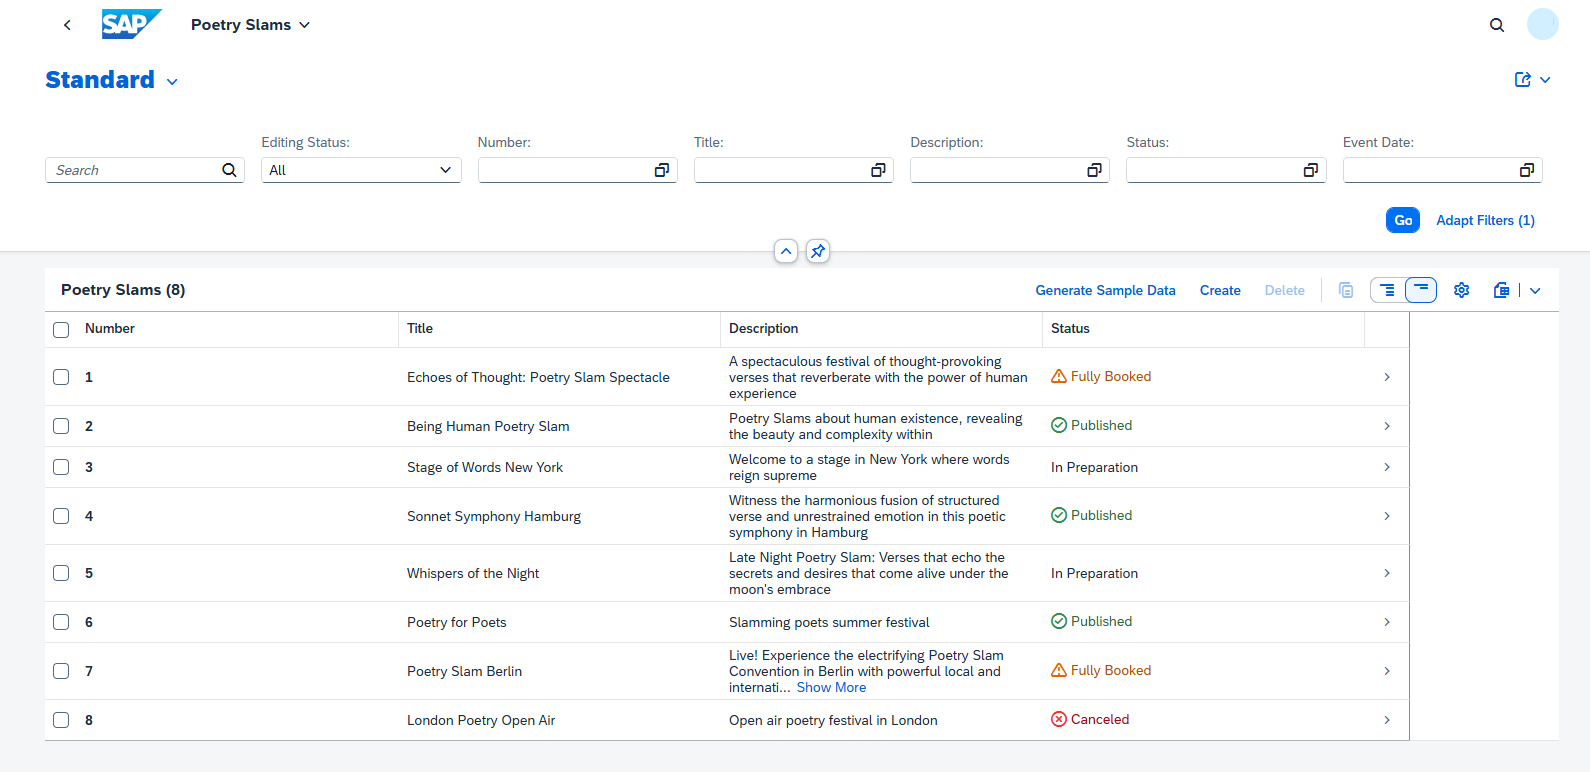 SAP Poetry Slams
Standard
Editing Status: Number: Title: Description: Status: Event Date:
Search All
Go Adapt Filters (1)
Poetry Slams (8) Generate Sample Data Create Delete
Number Title Description Status
1 Echoes of Thought: Poetry Slam Spectacle A spectaculous festival of thought-provoking
verses that reverberate with the power of human
experience Fully Booked
2 Being Human Poetry Slam Poetry Slams about human existence, revealing
the beauty and complexity within Published
3 Stage of Words New York Welcome to a stage in New York where words
reign supreme In Preparation
4 Sonnet Symphony Hamburg Witness the harmonious fusion of structured
verse and unrestrained emotion in this poetic
symphony in Hamburg Published
5 Whispers of the Night Late Night Poetry Slam: Verses that echo the
secrets and desires that come alive under the
moon's embrace In Preparation
6 Poetry for Poets Slamming poets summer festival Published
7 Poetry Slam Berlin Live! Experience the electrifying Poetry Slam
Convention in Berlin with powerful local and
internati... Show More Fully Booked
8 London Poetry Open Air Open air poetry festival in London Canceled